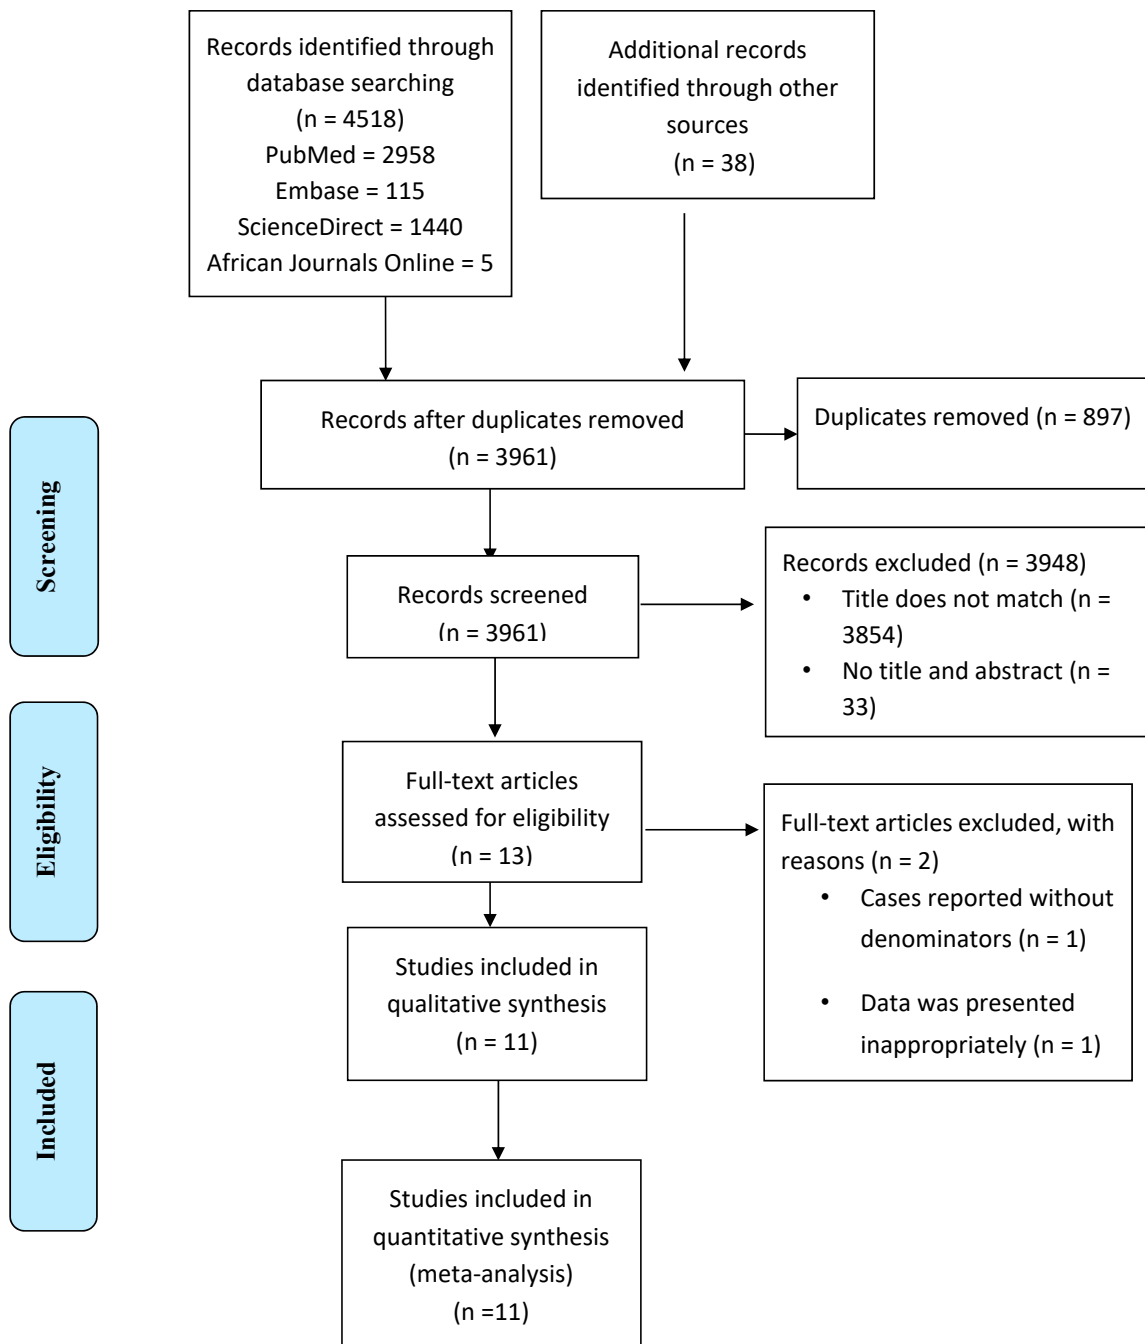 Records identified through
database searching
(n = 4518)
PubMed = 2958
Embase = 115
ScienceDirect = 1440
African Journals Online = 5
Additional records
identified through other
sources
(n = 38)
Records after duplicates removed
(n = 3961)
Duplicates removed (n = 897)
Screening
Records screened
(n = 3961)
Records excluded (n = 3948)
• Title does not match (n =
3854)
• No title and abstract (n =
33)
Eligibility
Full-text articles
assessed for eligibility
(n = 13)
Full-text articles excluded, with
reasons (n = 2)
• Cases reported without
denominators (n = 1)
• Data was presented
inappropriately (n = 1)
Studies included in
qualitative synthesis
(n = 11)
Included
Studies included in
quantitative synthesis
(meta-analysis)
(n =11)